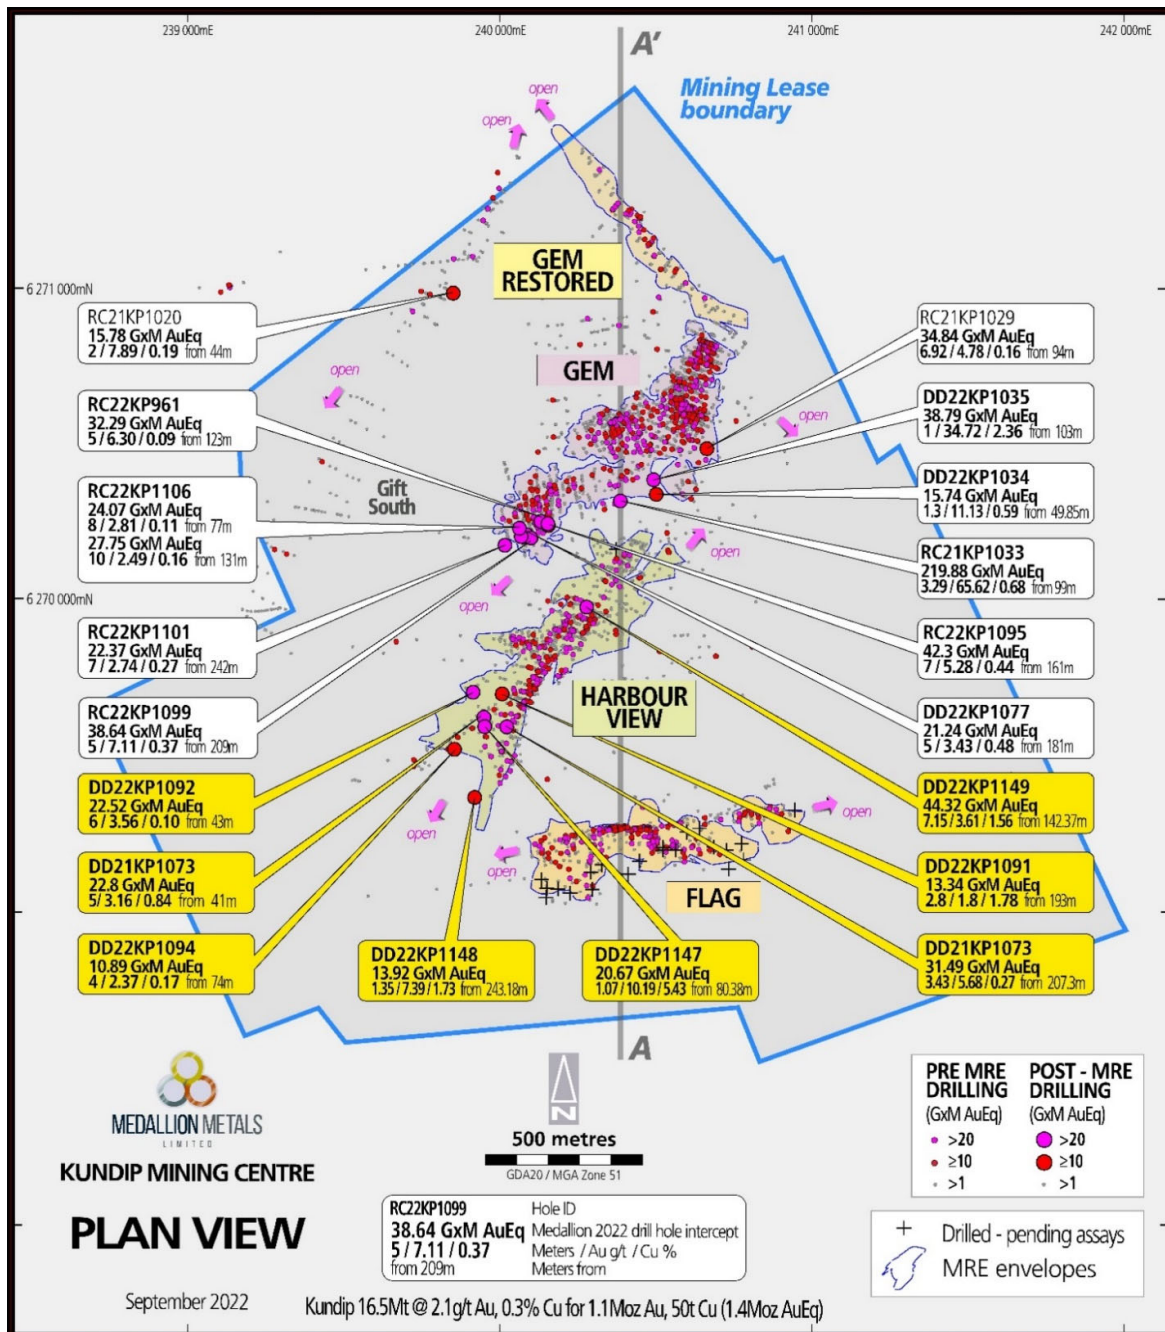 239 000mE
240 000mE
241 000mE
242 000mE
A'
Mining Lease
boundary
open
open
GEM
RESTORED
6 271 000mN
RC21KP1020
15.78 GxM AuEq
2 / 7.89 / 0.19 from 44m
RC21KP1029
34.84 GxM AuEq
6.92 / 4.78 / 0.16 from 94m
GEM
open
RC22KP961
32.29 GxM AuEq
5 / 6.30 / 0.09 from 123m
DD22KP1035
38.79 GxM AuEq
1 / 34.72 / 2.36 from 103m
open
Gift
South
RC22KP1106
24.07 GxM AuEq
8 / 2.81 / 0.11 from 77m
27.75 GxM AuEq
10 / 2.49 / 0.16 from 131m
DD22KP1034
15.74 GxM AuEq
1.3 / 11.13 / 0.59 from 49.85m
RC21KP1033
219.88 GxM AuEq
3.29 / 65.62 / 0.68 from 99m
open
open
6 270 000mN
RC22KP1101
22.37 GxM AuEq
7 / 2.74 / 0.27 from 242m
RC22KP1095
42.3 GxM AuEq
7 / 5.28 / 0.44 from 161m
RC22KP1099
38.64 GxM AuEq
5 / 7.11 / 0.37 from 209m
HARBOUR
VIEW
DD22KP1077
21.24 GxM AuEq
5 / 3.43 / 0.48 from 181m
DD22KP1092
22.52 GxM AuEq
6 / 3.56 / 0.10 from 43m
DD22KP1149
44.32 GxM AuEq
7.15 / 3.61 / 1.56 from 142.37m
open
open
DD21KP1073
22.8 GxM AuEq
5/ 3.16 / 0.84 from 41m
open
DD22KP1091
13.34 GxM AuEq
2.8 / 1.8 / 1.78 from 193m
FLAG
DD22KP1094
10.89 GxM AuEq
4 / 2.37 / 0.17 from 74m
DD22KP1148
13.92 GxM AuEq
1.35 / 7.39 / 1.73 from 243.18m
DD22KP1147
20.67 GxM AuEq
1.07 / 10.19 / 5.43 from 80.38m
DD21KP1073
31.49 GxM AuEq
3.43 / 5.68 / 0.27 from 207.3m
A
N
500 metres
GDA20 / MGA Zone 51
MEDALLION METALS
LIMITED
KUNDIP MINING CENTRE
PLAN VIEW
September 2022
RC22KP1099 Hole ID
38.64 GxM AuEq Medallion 2022 drill hole intercept
5 / 7.11 / 0.37 Meters / Au g/t / Cu %
from 209m Meters from
Kundip 16.5Mt @ 2.1g/t Au, 0.3% Cu for 1.1Moz Au, 50t Cu (1.4Moz AuEq)
PRE MRE DRILLING
(GxM AuEq)
>20
≥10
>1
POST - MRE DRILLING
(GxM AuEq)
>20
≥10
>1
Drilled - pending assays
MRE envelopes